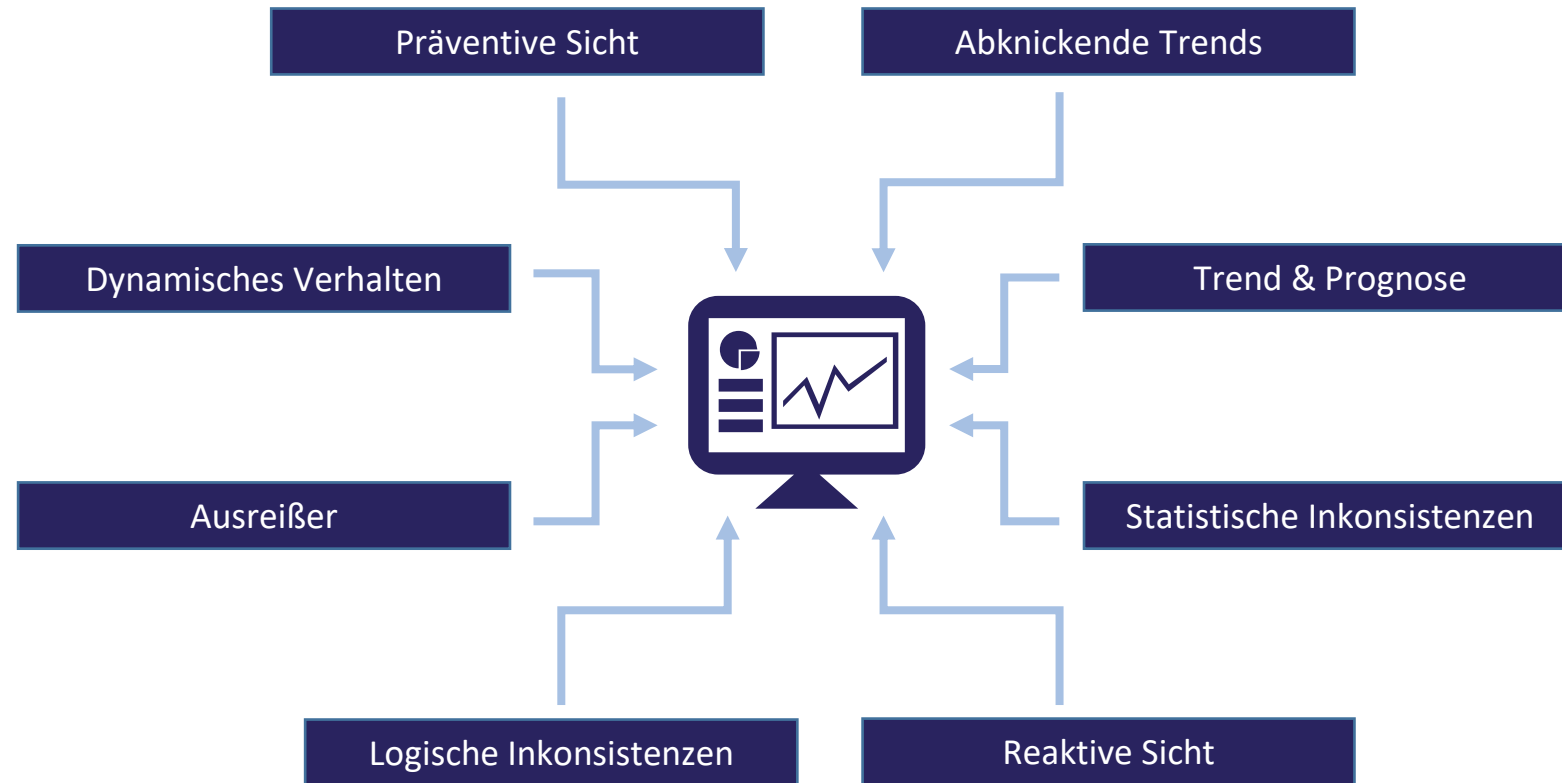 Präventive Sicht
Abknickende Trends
Dynamisches Verhalten
Trend & Prognose
Ausreißer
Statistische Inkonsistenzen
Logische Inkonsistenzen
Reaktive Sicht